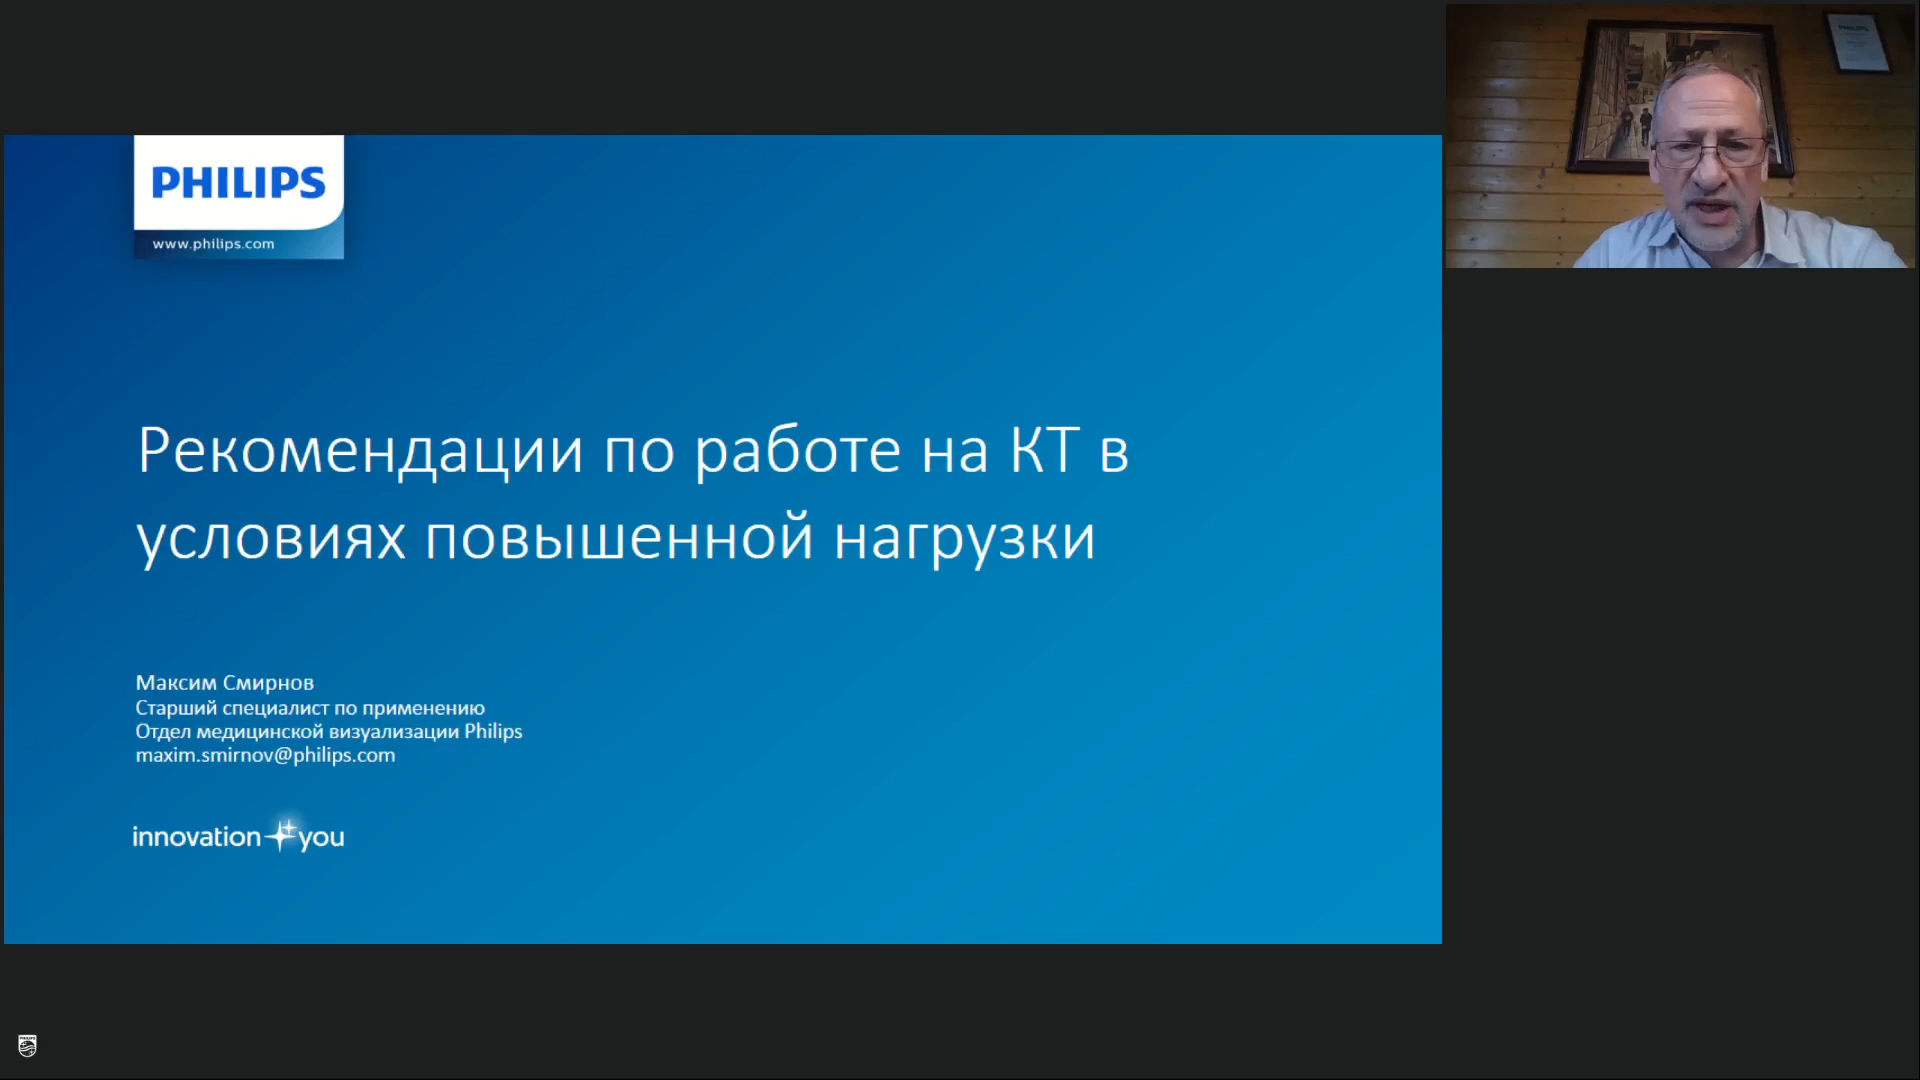 PHILIPS
www.philips.com
Рекомендации по работе на КТ в
условиях повышенной нагрузки
Максим Смирнов
Старший специалист по применению
Отдел медицинской визуализации Philips
maxim.smirnov@philips.com
innovation you